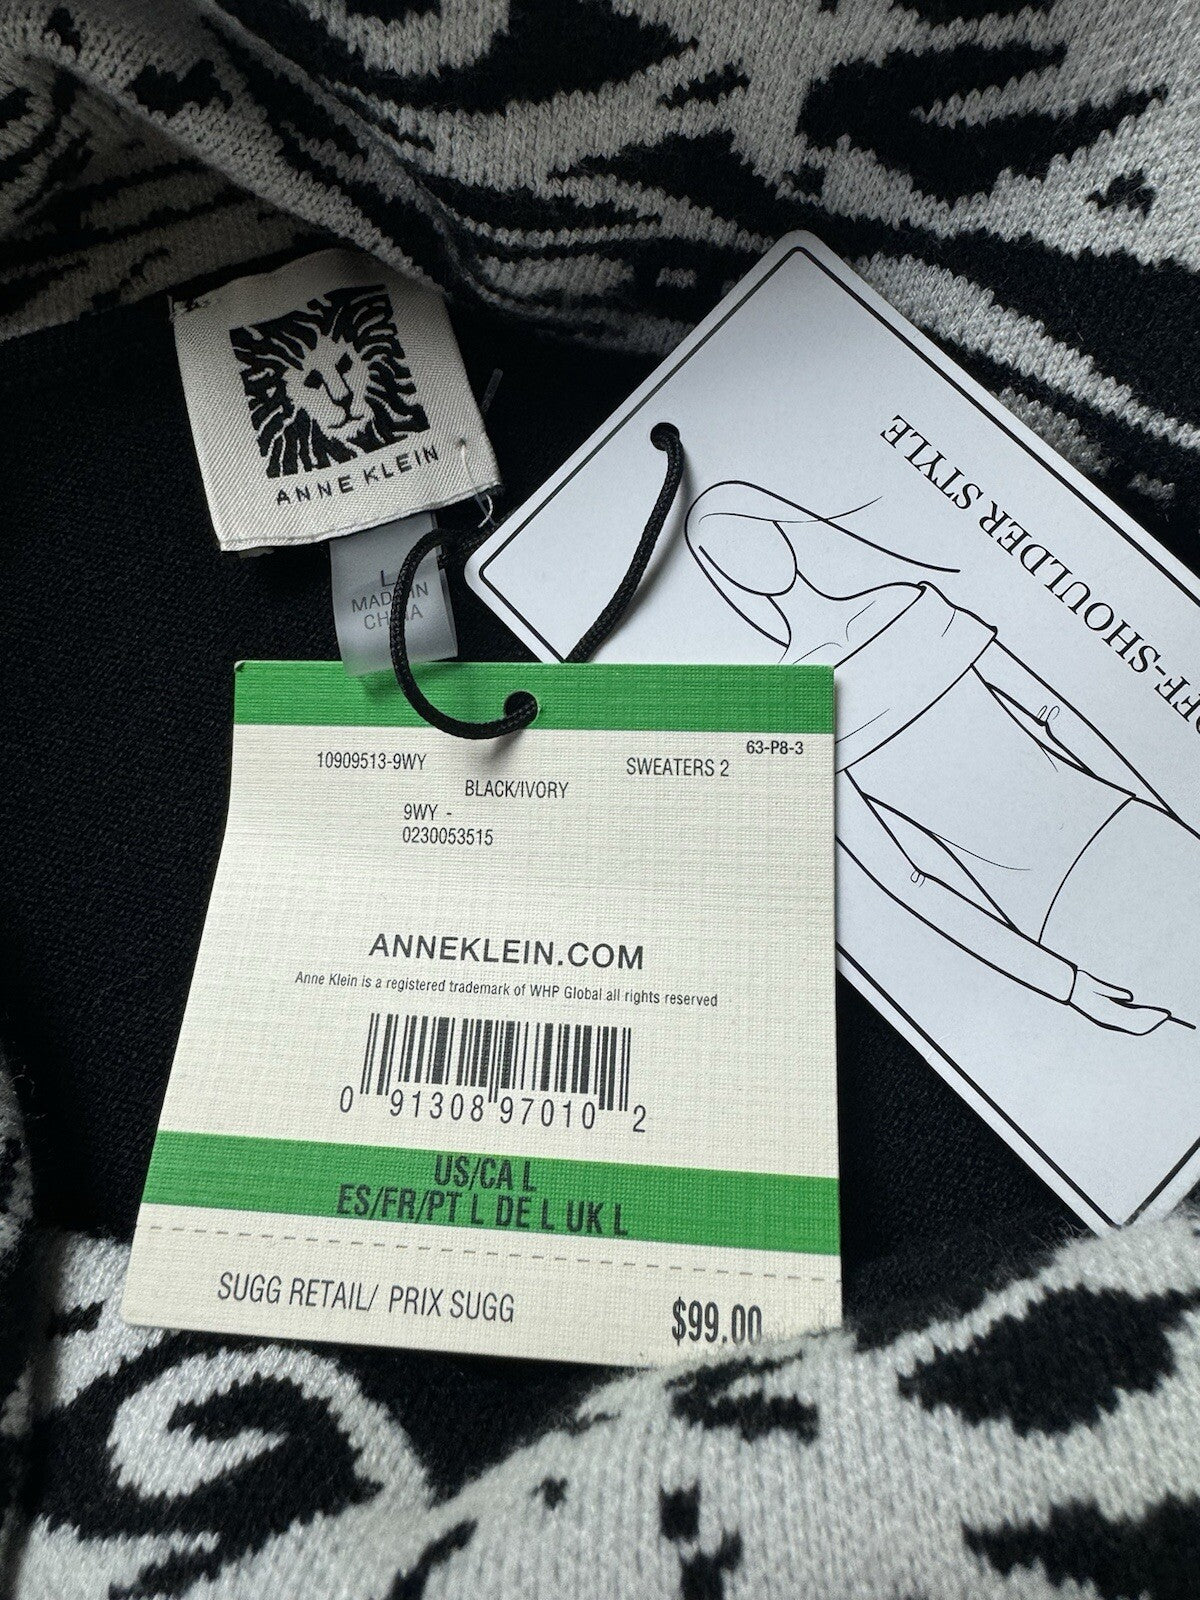 ANNE KLEIN
L
MADE IN
CHINA
FF-SHOULDER STYLE
63-P8-3
10909513-9WY
SWEATERS 2
BLACK/IVORY
9WY -
0230053515
ANNEKLEIN.COM
Anne Klein is a registered trademark of WHP Global all rights reserved
0 91308 97010 2
US/CA L
ES/FR/PT L DE L UK L
SUGG RETAIL/ PRIX SUGG
$99.00